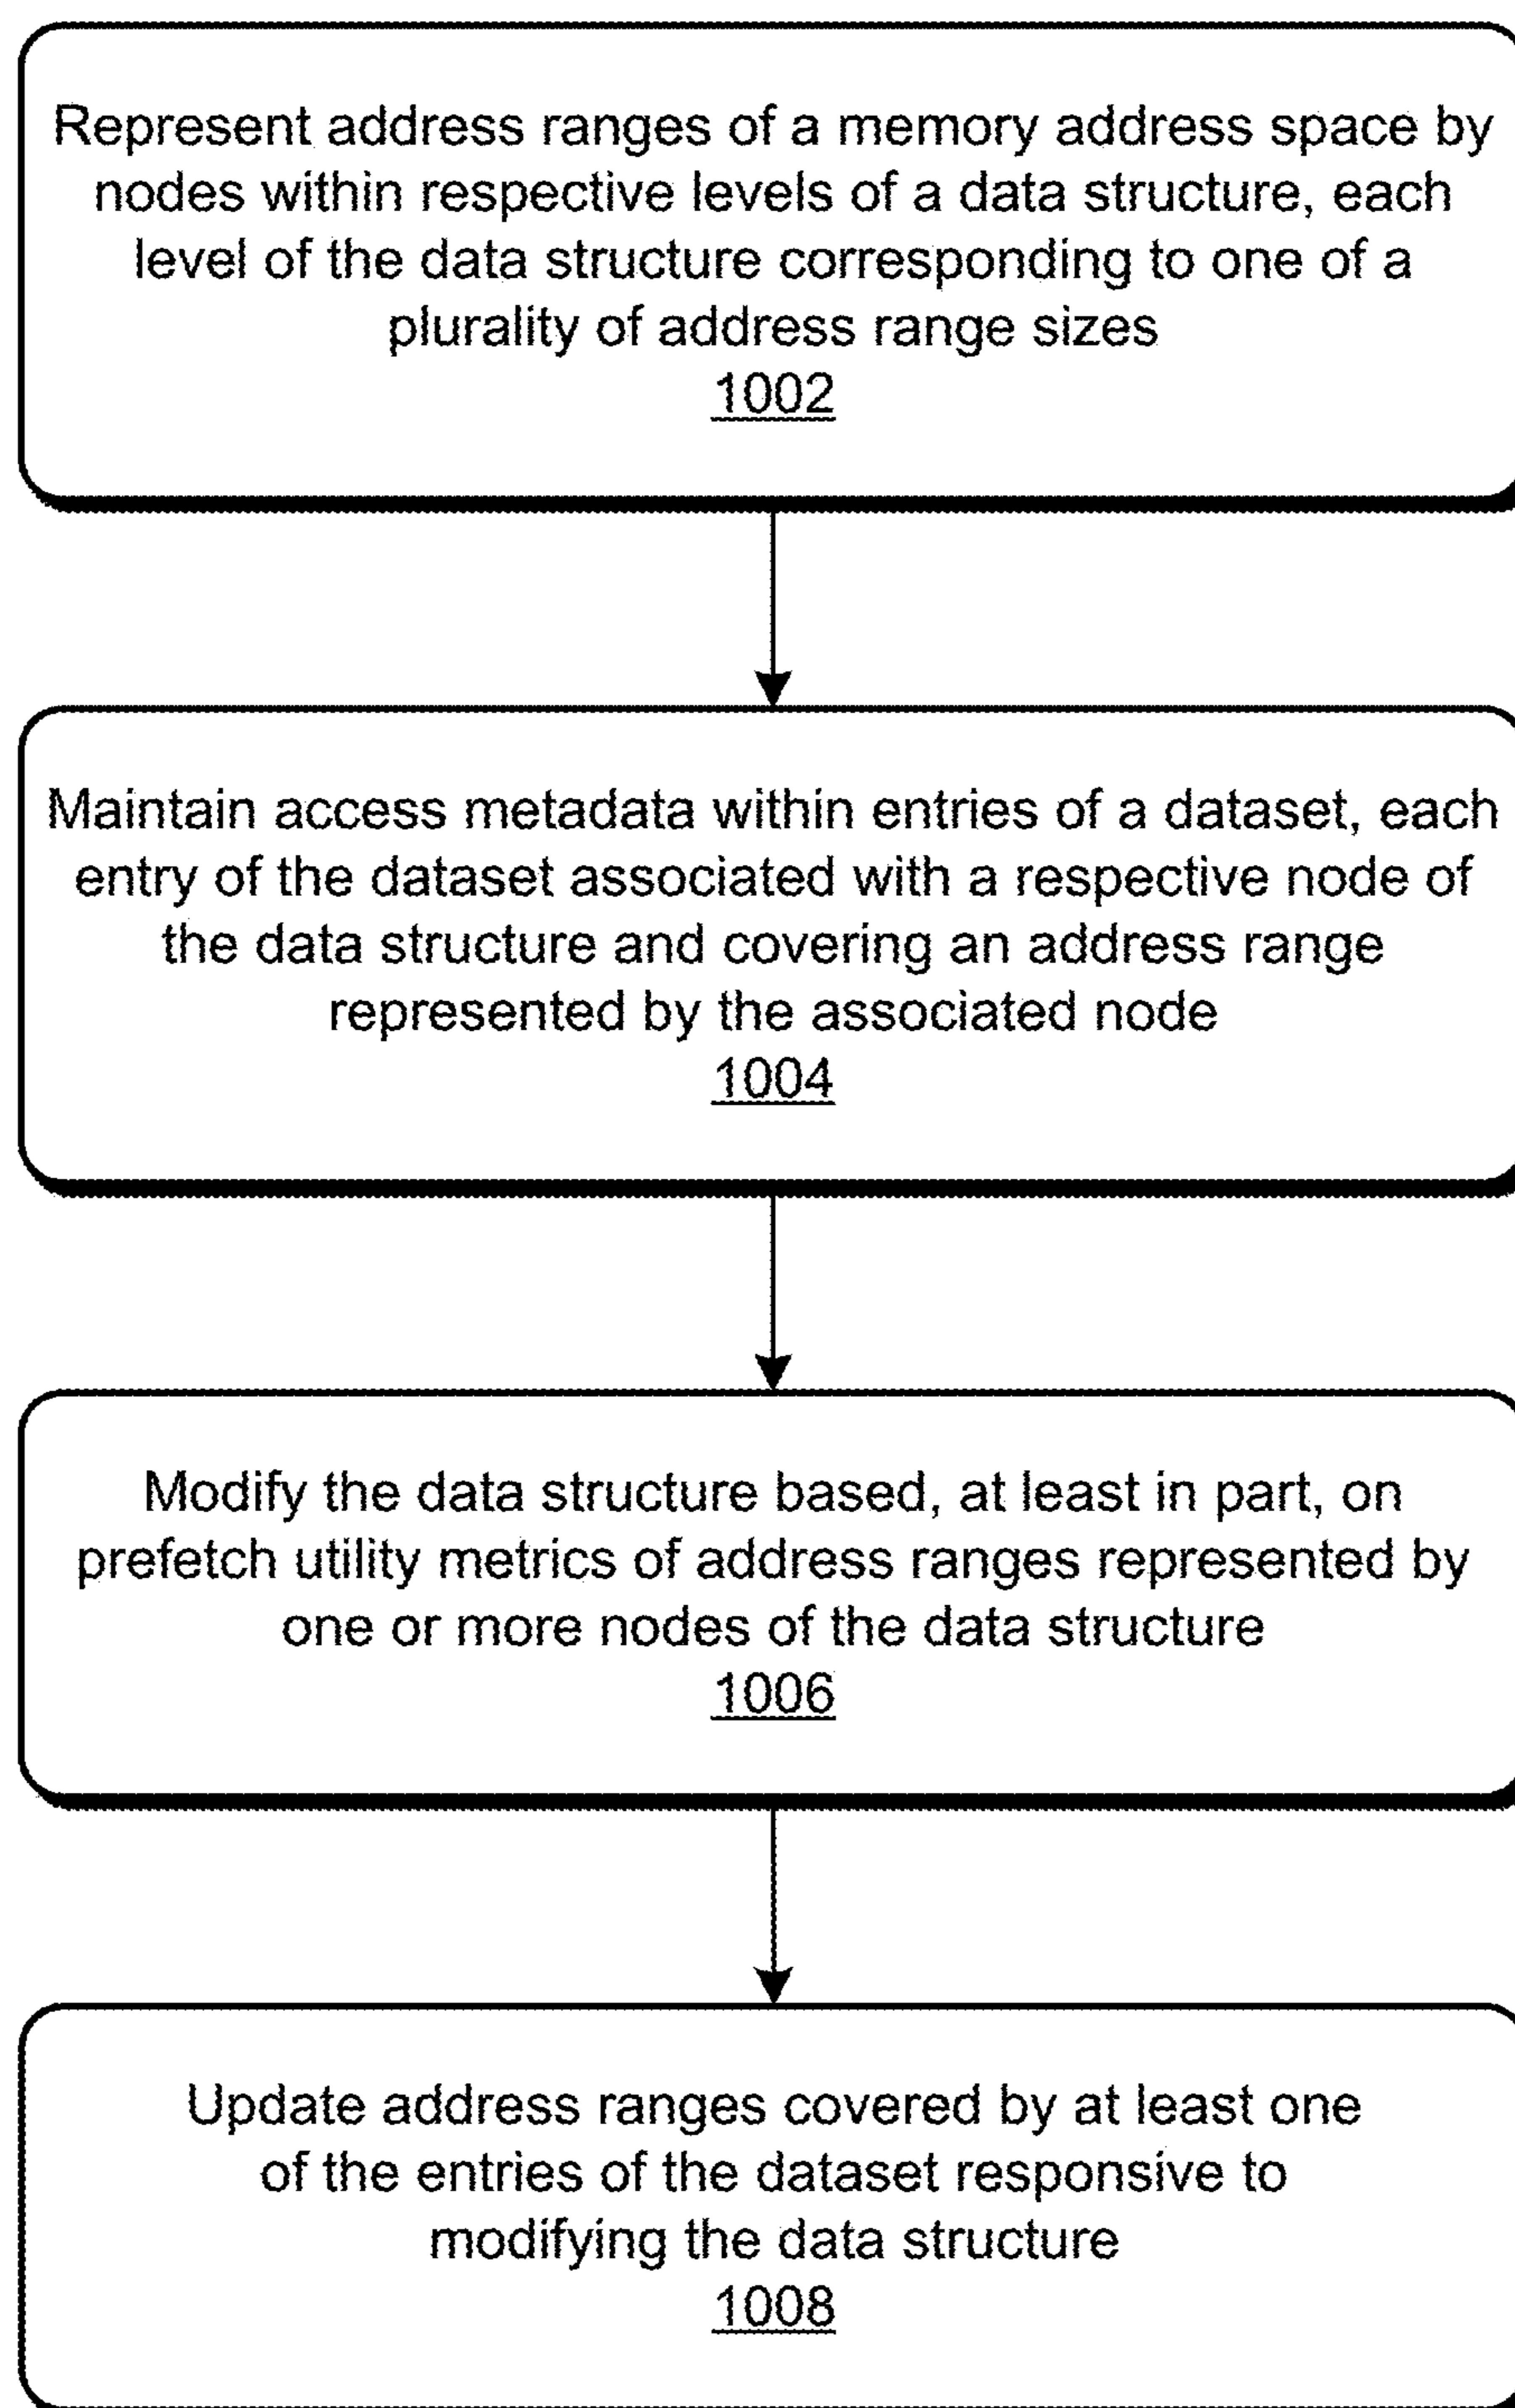 Represent address ranges of a memory address space by
nodes within respective levels of a data structure, each
level of the data structure corresponding to one of a
plurality of address range sizes
1002
Maintain access metadata within entries of a dataset, each
entry of the dataset associated with a respective node of
the data structure and covering an address range
represented by the associated node
1004
Modify the data structure based, at least in part, on
prefetch utility metrics of address ranges represented by
one or more nodes of the data structure
1006
Update address ranges covered by at least one
of the entries of the dataset responsive to
modifying the data structure
1008